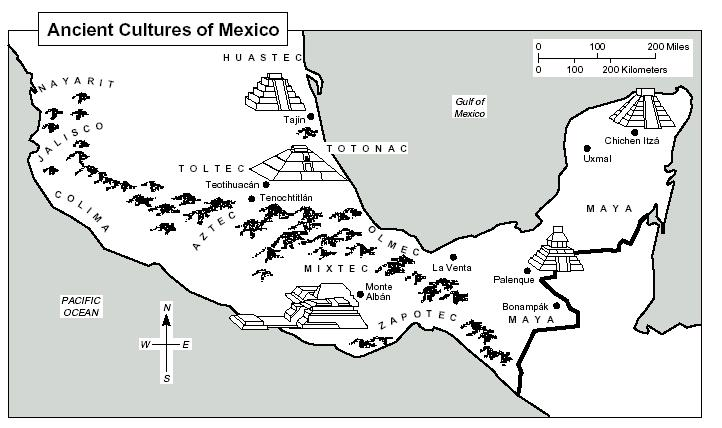 Ancient Cultures of Mexico
0 100 200 Miles
0 100 200 Kilometers
HUASTEC
NAYARIT
Gulf of
Mexico
Tajín
JALISCO
Chichen Itzá
TOTONAC
Uxmal
TOLTEC
Teotihuacán
Tenochtitlán
COLIMA
MAYA
AZTEC
OLMEC
MIXTEC
La Venta
Palenque
Monte
Albán
PACIFIC
OCEAN
Bonampák
MAYA
ZAPOTEC
N
W E
S